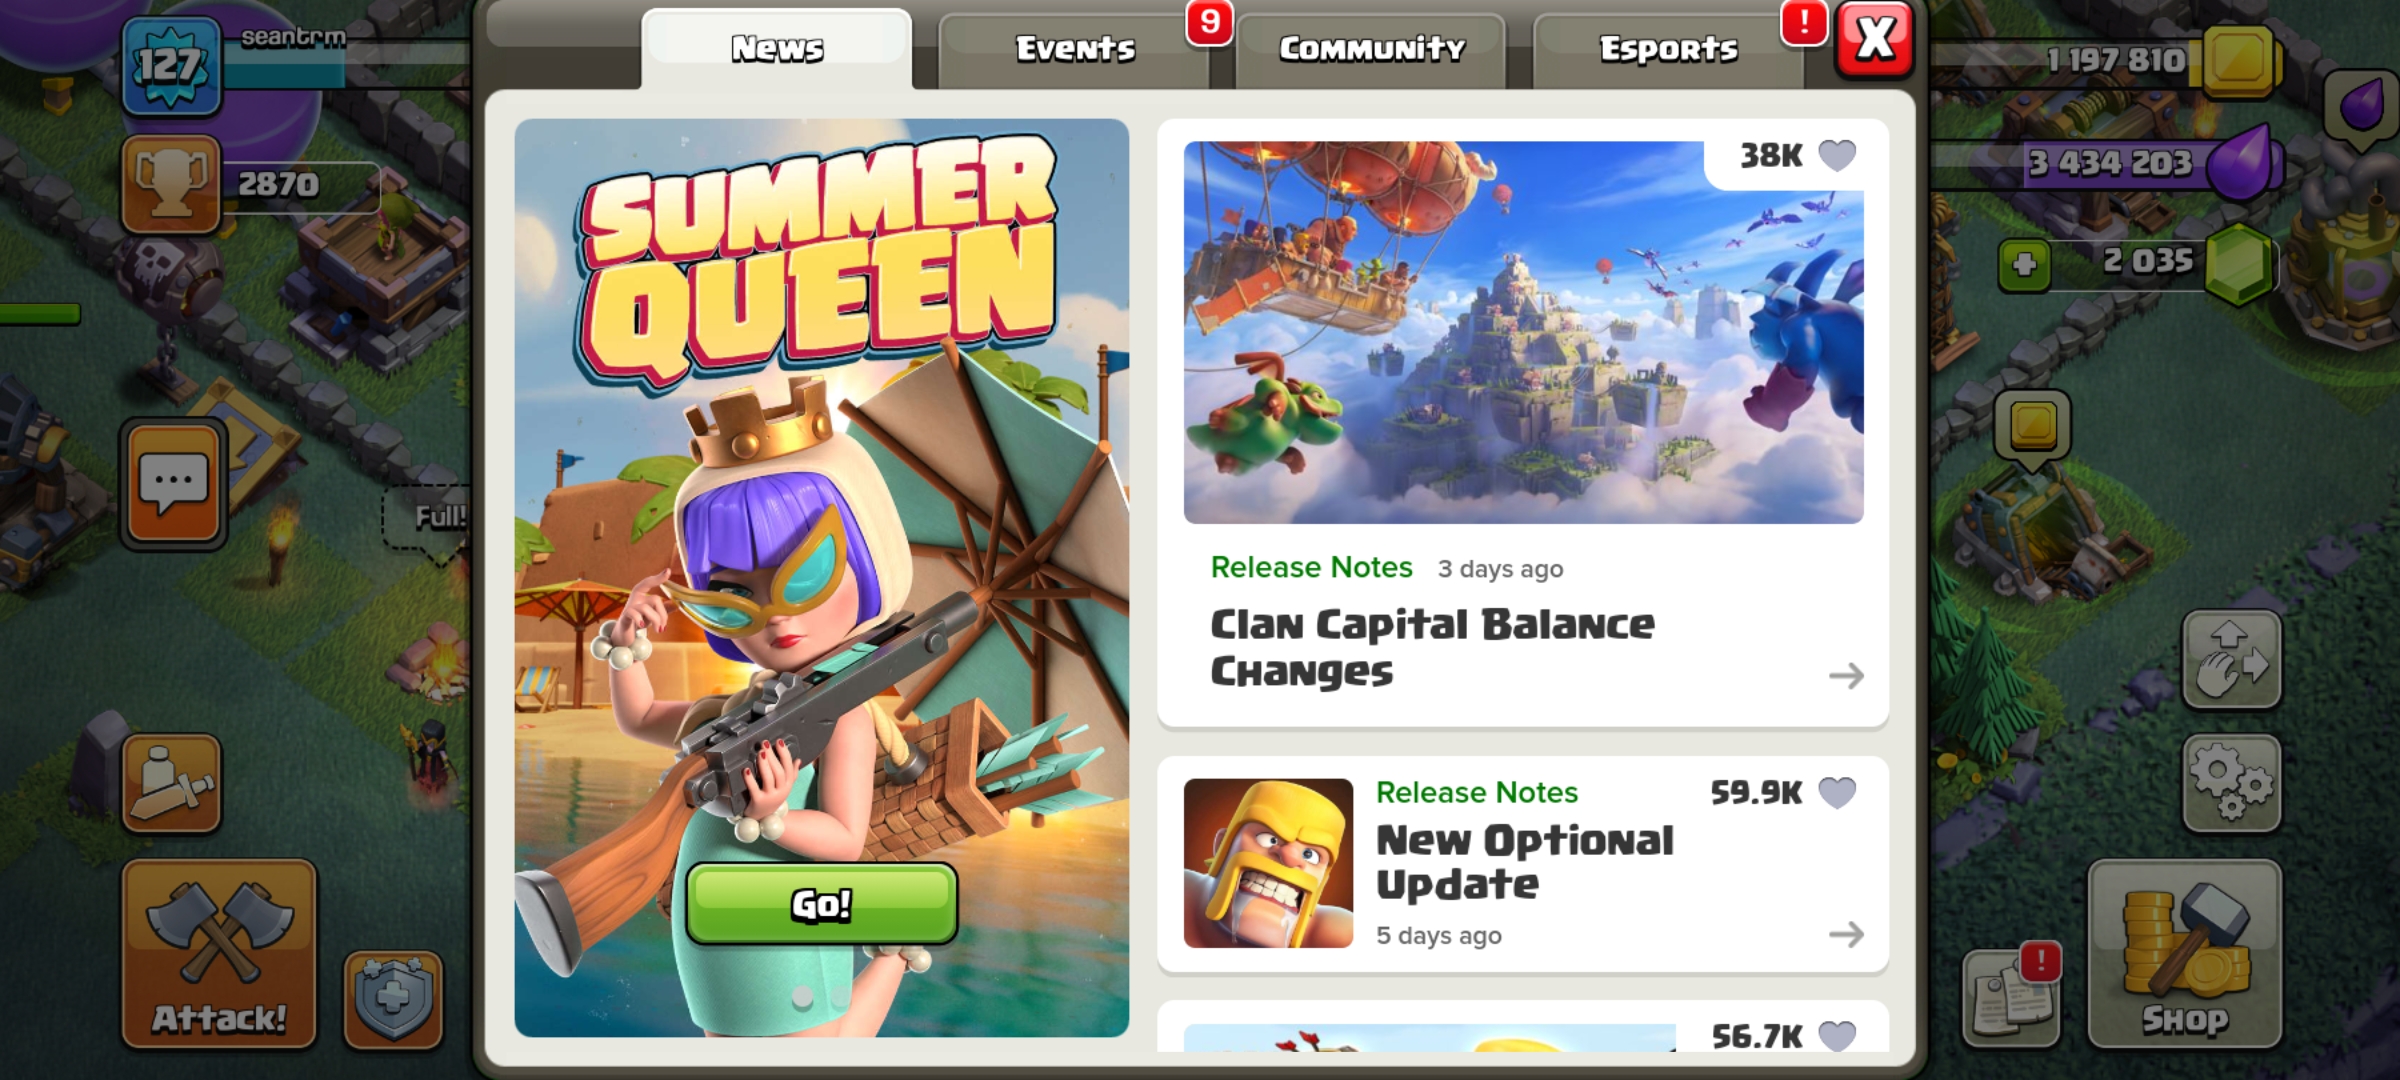 127
seantrm
2870
Full!
Attack!
News
Events
9
Community
Esports
!
X
SUMMER
QUEEN
Go!
38K
Release Notes 3 days ago
Clan Capital Balance
Changes
Release Notes
59.9K
New Optional
Update
5 days ago
56.7K
1 197 810
3 434 203
2 035
!
Shop